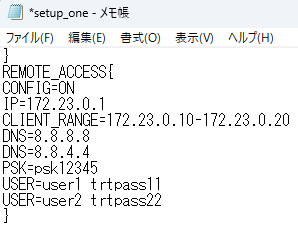 *setup_one - メモ帳
ファイル(F) 編集(E) 書式(O) 表示(V) ヘルプ(H)
}
REMOTE_ACCESS{
CONFIG=ON
IP=172.23.0.1
CLIENT_RANGE=172.23.0.10-172.23.0.20
DNS=8.8.8.8
DNS=8.8.4.4
PSK=psk12345
USER=user1 trtpass11
USER=user2 trtpass22
}